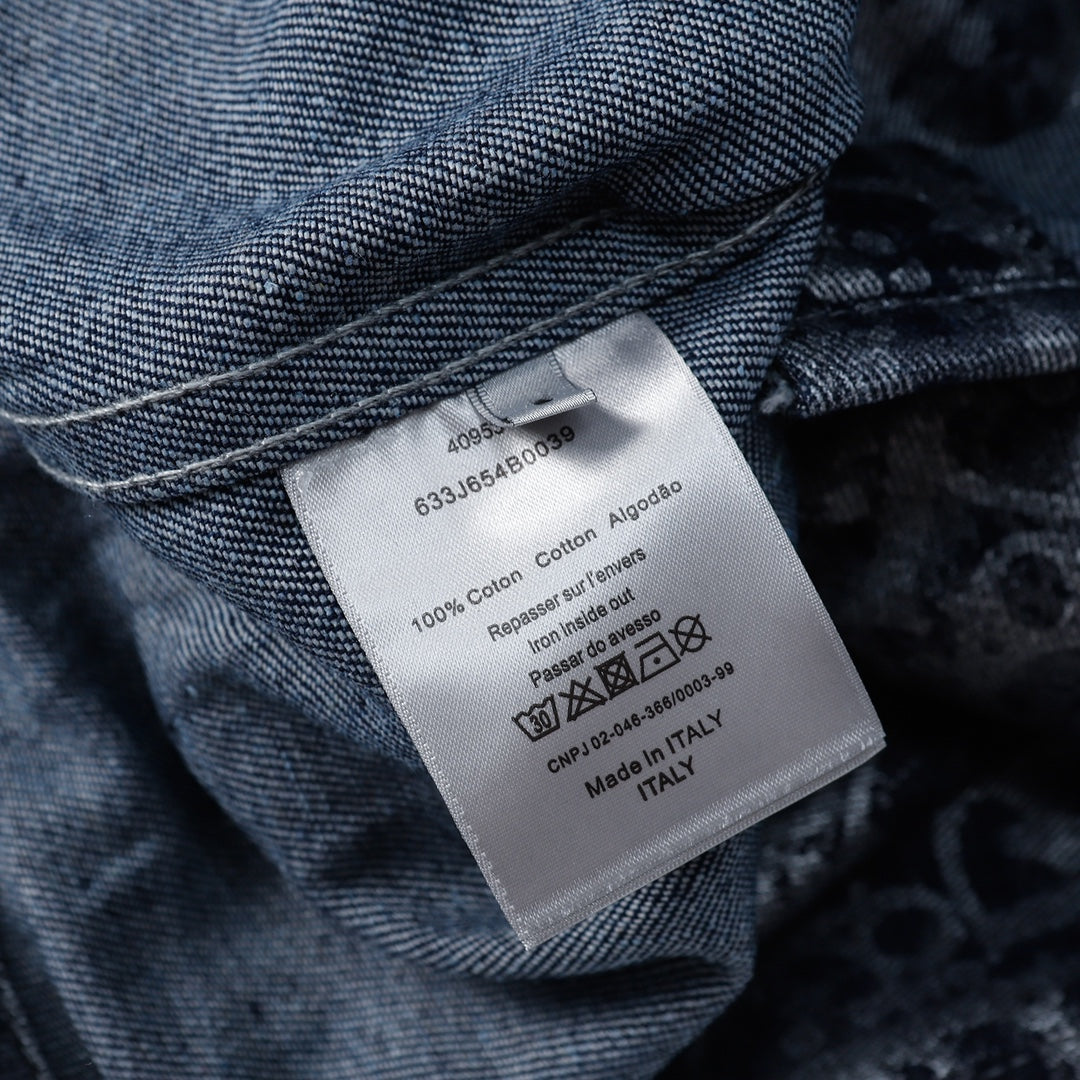 633J654B0039
100% Coton Cotton Algodão
Repasser sur l'envers
Iron Inside out
Passar do avesso
30
CNPJ 02-046-366/0003-99
Made In ITALY
ITALY